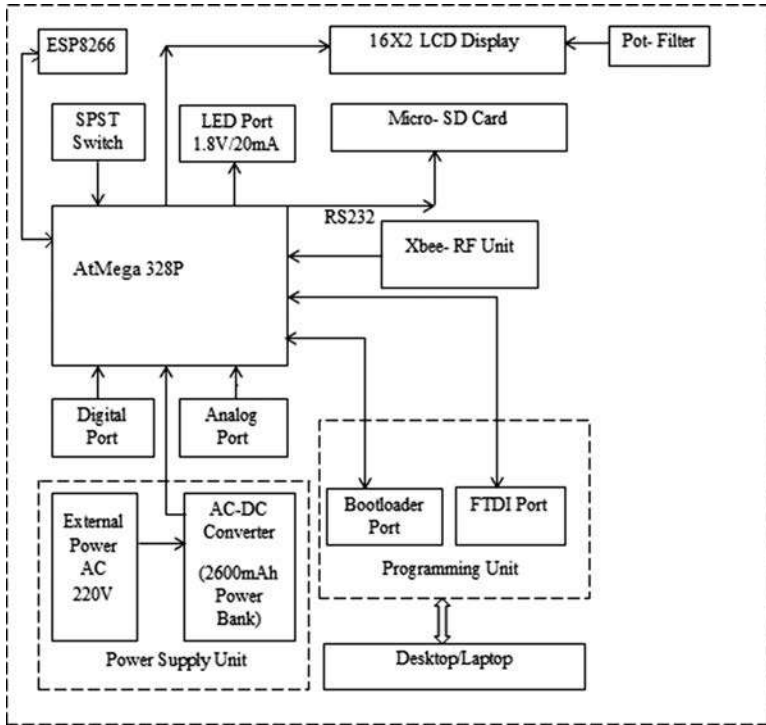 ESP8266
16X2 LCD Display
Pot- Filter
SPST
Switch
LED Port
1.8V/20mA
Micro- SD Card
RS232
Xbee- RF Unit
AtMega 328P
Digital
Port
Analog
Port
Bootloader
Port
FTDI Port
Programming Unit
External
Power
AC
220V
AC-DC
Converter
(2600mAh
Power
Bank)
Power Supply Unit
Desktop/Laptop